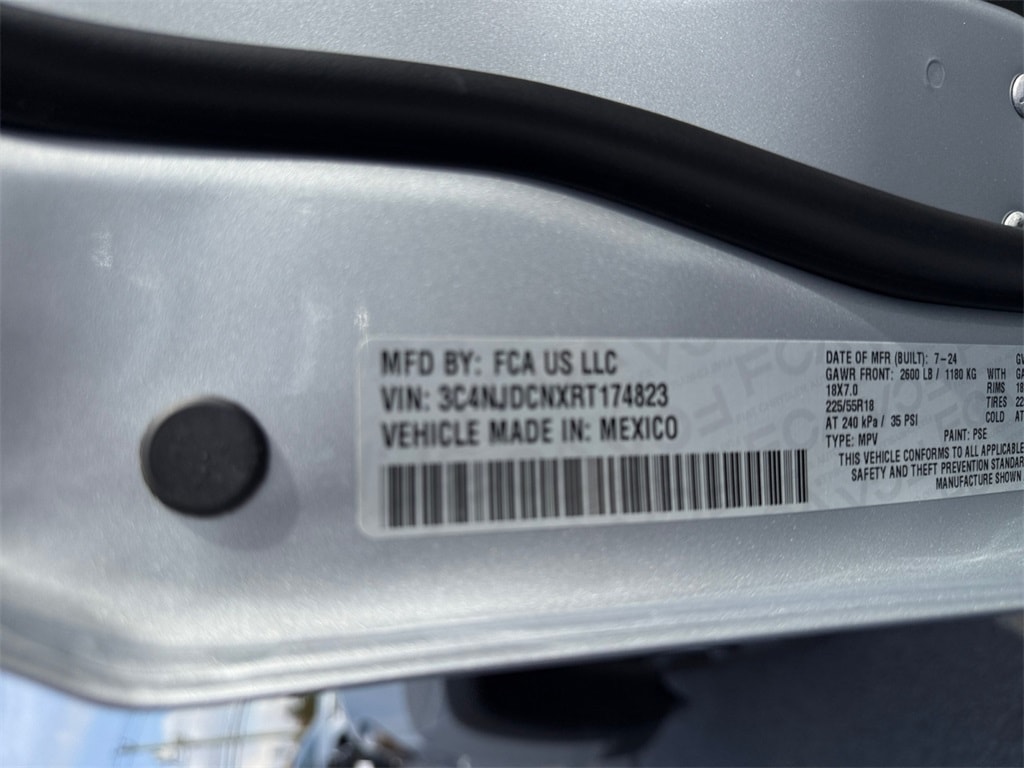 MFD BY: FCA US LLC
VIN: 3C4NJDCNXRT174823
VEHICLE MADE IN: MEXICO
DATE OF MFR (BUILT): 7-24
GAWR FRONT: 2600 LB / 1180 KG WITH
18X7.0 RIMS
225/55R18 TIRES
AT 240 kPa / 35 PSI COLD AT
TYPE: MPV PAINT: PSE
THIS VEHICLE CONFORMS TO ALL APPLICABLE
SAFETY AND THEFT PREVENTION STANDAR
MANUFACTURE SHOWN